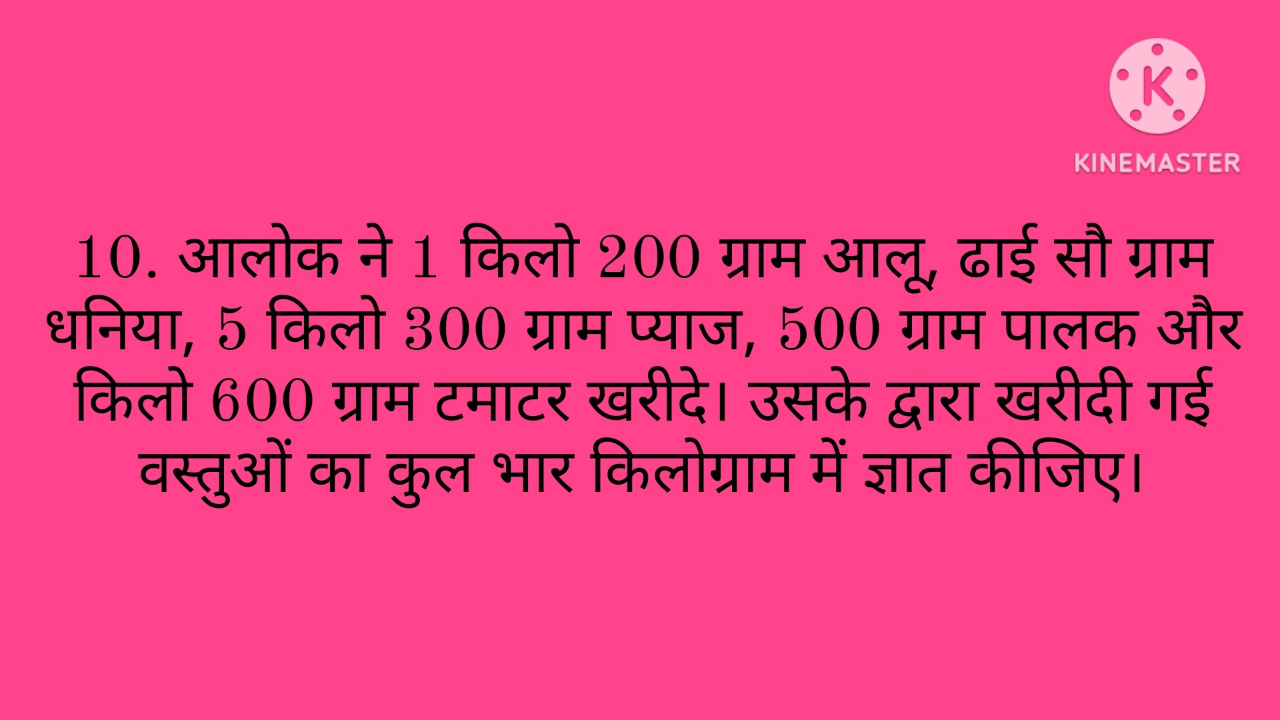 KINEMASTER
10. आलोक ने 1 किलो 200 ग्राम आलू, ढाई सौ ग्राम
धनिया, 5 किलो 300 ग्राम प्याज, 500 ग्राम पालक और
किलो 600 ग्राम टमाटर खरीदे। उसके द्वारा खरीदी गई
वस्तुओं का कुल भार किलोग्राम में ज्ञात कीजिए।